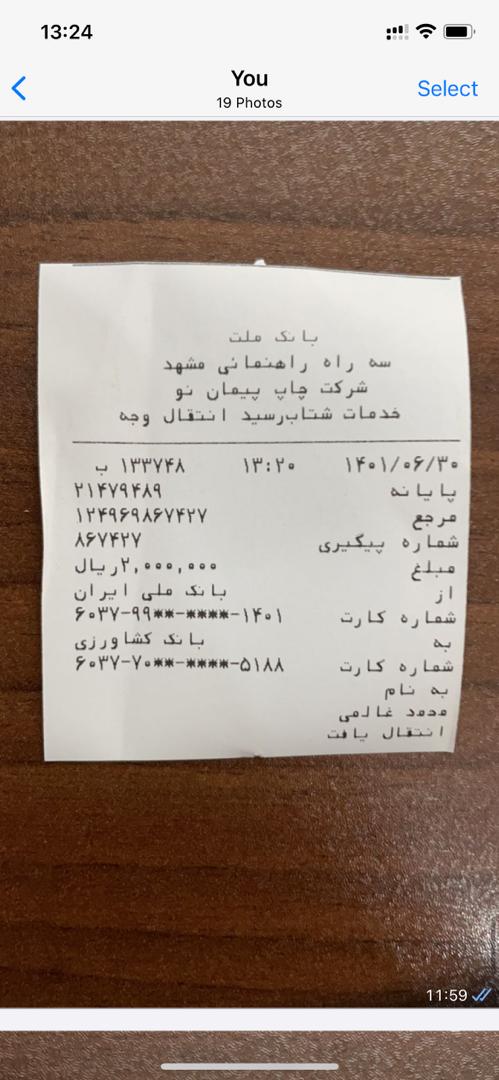 13:24
You
19 Photos
Select
بانک ملت
سه راه راهنمائی مشهد
شرکت چاپ پیمان نو
خدمات شتاب‌رسید انتقال وجه
۱۴۰۱/۰۶/۳۰ ۱۳:۲۰ ۱۳۳۷۴۸ ب
پایانه ۲۱۴۷۹۴۸۹
مرجع ۱۲۴۹۶۹۸۶۷۴۲۷
شماره پیگیری ۸۶۷۴۲۷
مبلغ ۲,۰۰۰,۰۰۰ریال
از بانک ملی ایران
شماره کارت ۶۰۳۷-۹۹**-****-۱۴۰۱
به بانک کشاورزی
شماره کارت ۶۰۳۷-۷۰**-****-۵۱۸۸
به نام
محمد غالمی
انتقال یافت
11:59